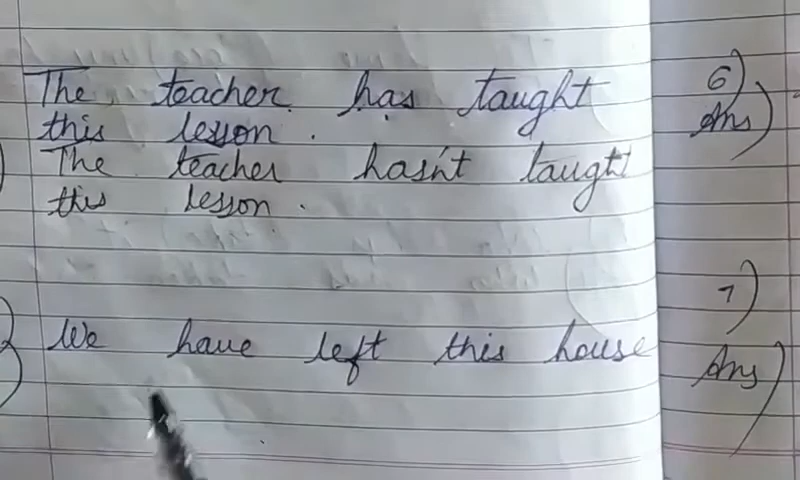 The teacher has taught
this lesson.
The teacher hasn't taught
this lesson.
We have left this house
6)
Ans)
7)
Ans)